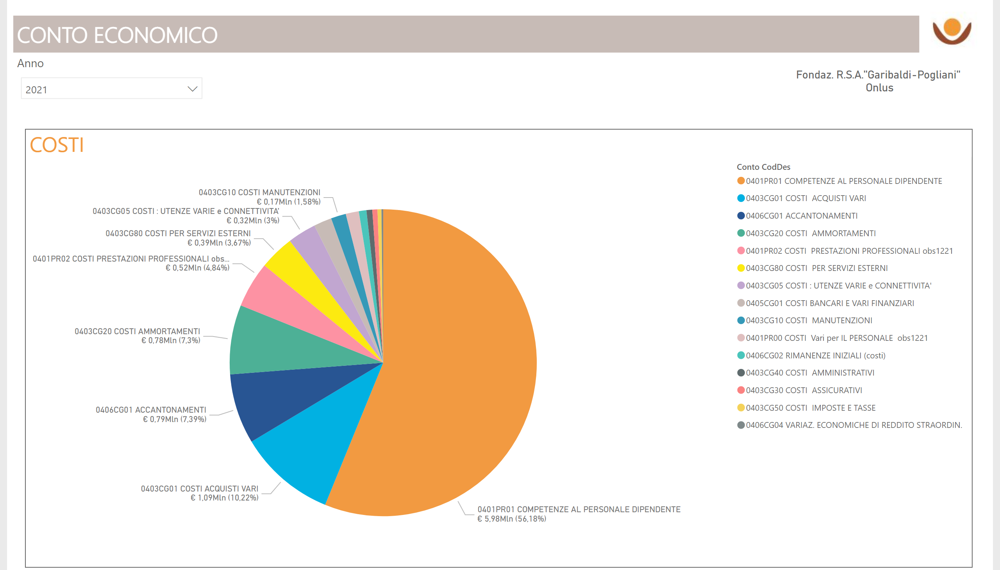 CONTO ECONOMICO
Anno
2021
Fondaz. R.S.A."Garibaldi-Pogliani"
Onlus
COSTI
0403CG10 COSTI MANUTENZIONI
€ 0,17Mln (1,58%)
0403CG05 COSTI : UTENZE VARIE e CONNETTIVITA'
€ 0,32Mln (3%)
0403CG80 COSTI PER SERVIZI ESTERNI
€ 0,39Mln (3,67%)
0401PR02 COSTI PRESTAZIONI PROFESSIONALI obs...
€ 0,52Mln (4,84%)
0403CG20 COSTI AMMORTAMENTI
€ 0,78Mln (7,3%)
0406CG01 ACCANTONAMENTI
€ 0,79Mln (7,39%)
0403CG01 COSTI ACQUISTI VARI
€ 1,09Mln (10,22%)
0401PR01 COMPETENZE AL PERSONALE DIPENDENTE
€ 5,98Mln (56,18%)
Conto CodDes
0401PR01 COMPETENZE AL PERSONALE DIPENDENTE
0403CG01 COSTI  ACQUISTI VARI
0406CG01 ACCANTONAMENTI
0403CG20 COSTI  AMMORTAMENTI
0401PR02 COSTI  PRESTAZIONI PROFESSIONALI obs1221
0403CG80 COSTI  PER SERVIZI ESTERNI
0403CG05 COSTI : UTENZE VARIE e CONNETTIVITA'
0405CG01 COSTI BANCARI E VARI FINANZIARI
0403CG10 COSTI  MANUTENZIONI
0401PR00 COSTI  Vari per IL PERSONALE  obs1221
0406CG02 RIMANENZE INIZIALI (costi)
0403CG40 COSTI  AMMINISTRATIVI
0403CG30 COSTI  ASSICURATIVI
0403CG50 COSTI  IMPOSTE E TASSE
0406CG04 VARIAZ. ECONOMICHE DI REDDITO STRAORDIN.